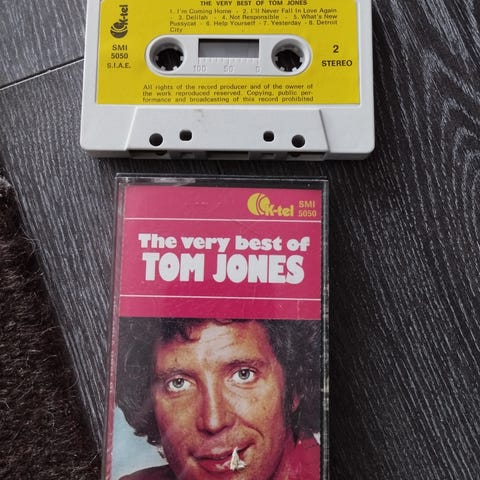 THE VERY BEST OF TOM JONES
1. I'm Coming Home - 2. I'll Never Fall In Love Again
- 3. Delilah - 4. Not Responsible - 5. What's New
Pussycat - 6. Help Yourself - 7. Yesterday - 8. Detroit
City
K-tel
SMI
5050
S.I.A.E.
2
STEREO
100 50 0
All rights of the record producer and of the owner of
the work reproduced reserved. Copying, public per-
formance and broadcasting of this record prohibited
K-tel
SMI
5050
The very best of
TOM JONES